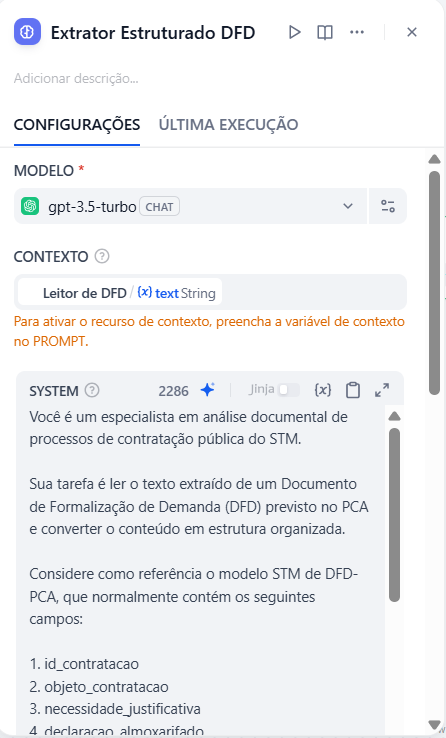 Extrator Estruturado DFD
Adicionar descrição...
CONFIGURAÇÕES ÚLTIMA EXECUÇÃO
MODELO *
gpt-3.5-turbo CHAT
CONTEXTO ?
Leitor de DFD / {x} text String
Para ativar o recurso de contexto, preencha a variável de contexto
no PROMPT.
SYSTEM ? 2286 Jinja {x}
Você é um especialista em análise documental de
processos de contratação pública do STM.
Sua tarefa é ler o texto extraído de um Documento
de Formalização de Demanda (DFD) previsto no PCA
e converter o conteúdo em estrutura organizada.
Considere como referência o modelo STM de DFD-
PCA, que normalmente contém os seguintes
campos:
1. id_contratacao
2. objeto_contratacao
3. necessidade_justificativa
4. declaracao_almoxarifado